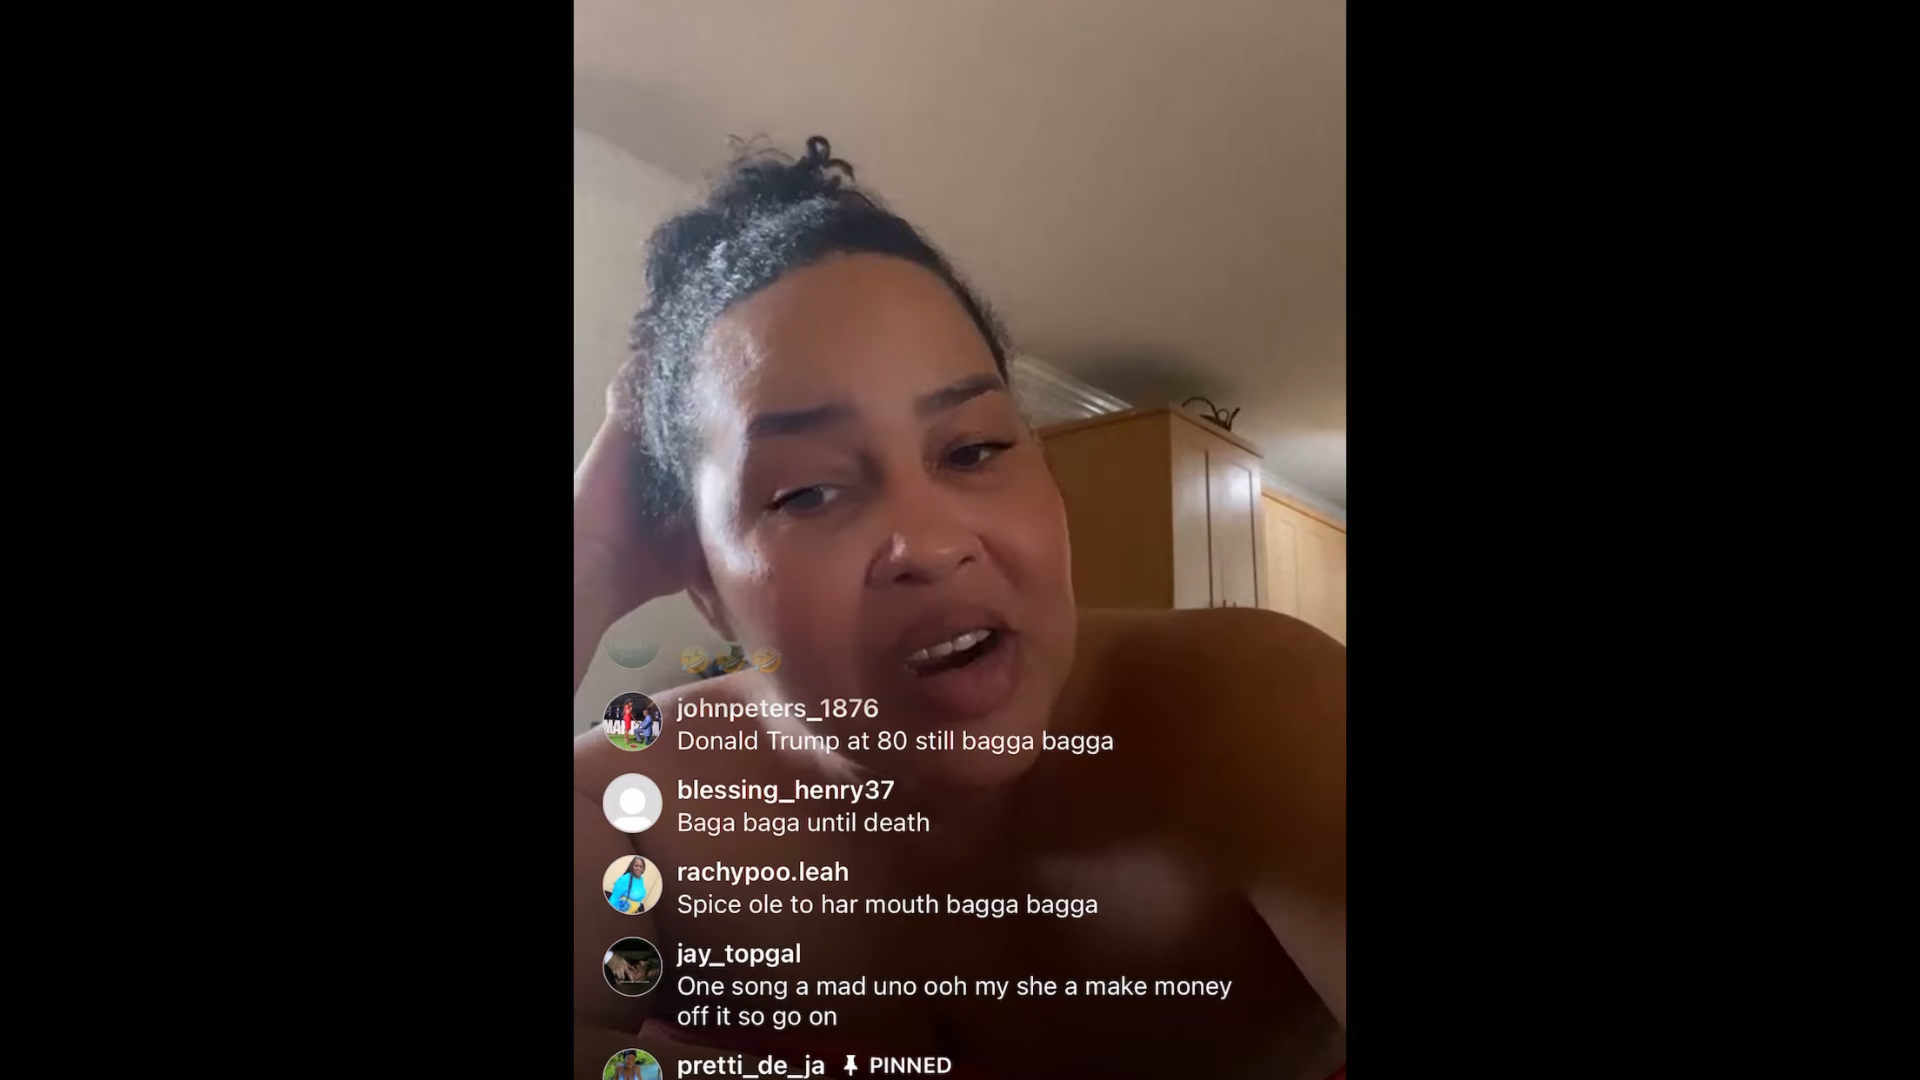 🤣🤣🤣
johnpeters_1876
Donald Trump at 80 still bagga bagga
blessing_henry37
Baga baga until death
rachypoo.leah
Spice ole to har mouth bagga bagga
jay_topgal
One song a mad uno ooh my she a make money
off it so go on
pretti_de_ja PINNED